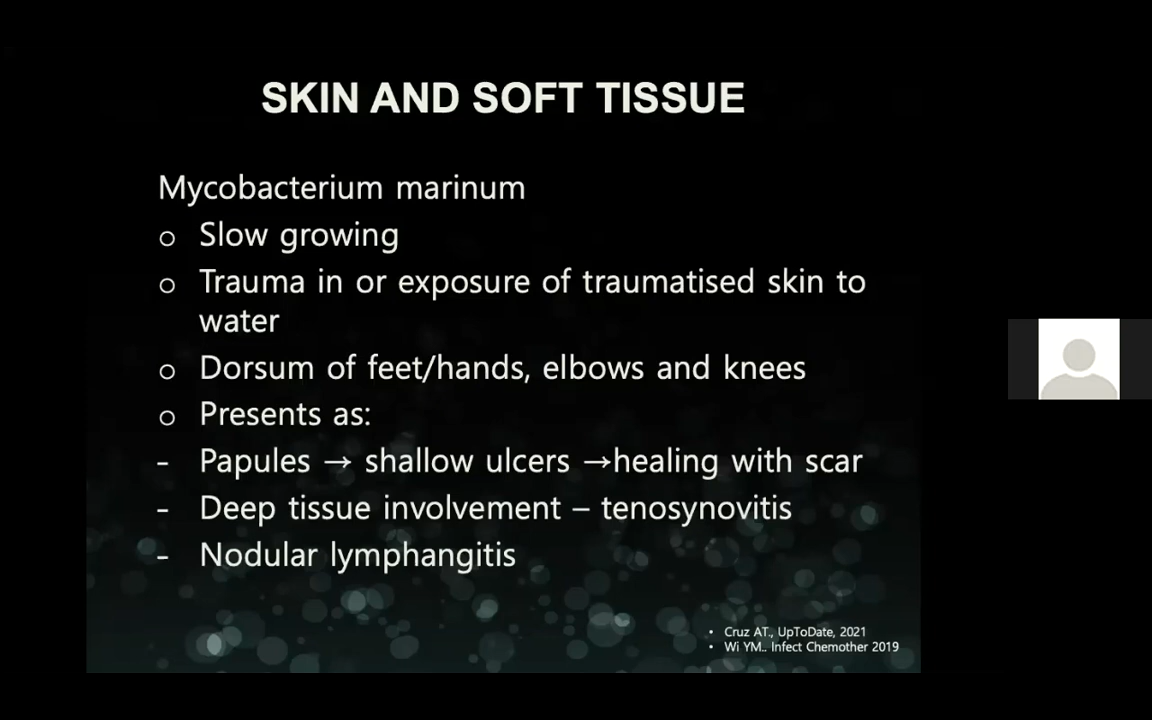 SKIN AND SOFT TISSUE
Mycobacterium marinum
o Slow growing
o Trauma in or exposure of traumatised skin to
water
o Dorsum of feet/hands, elbows and knees
o Presents as:
- Papules → shallow ulcers →healing with scar
- Deep tissue involvement – tenosynovitis
- Nodular lymphangitis
• Cruz AT., UpToDate, 2021
• Wi YM.. Infect Chemother 2019